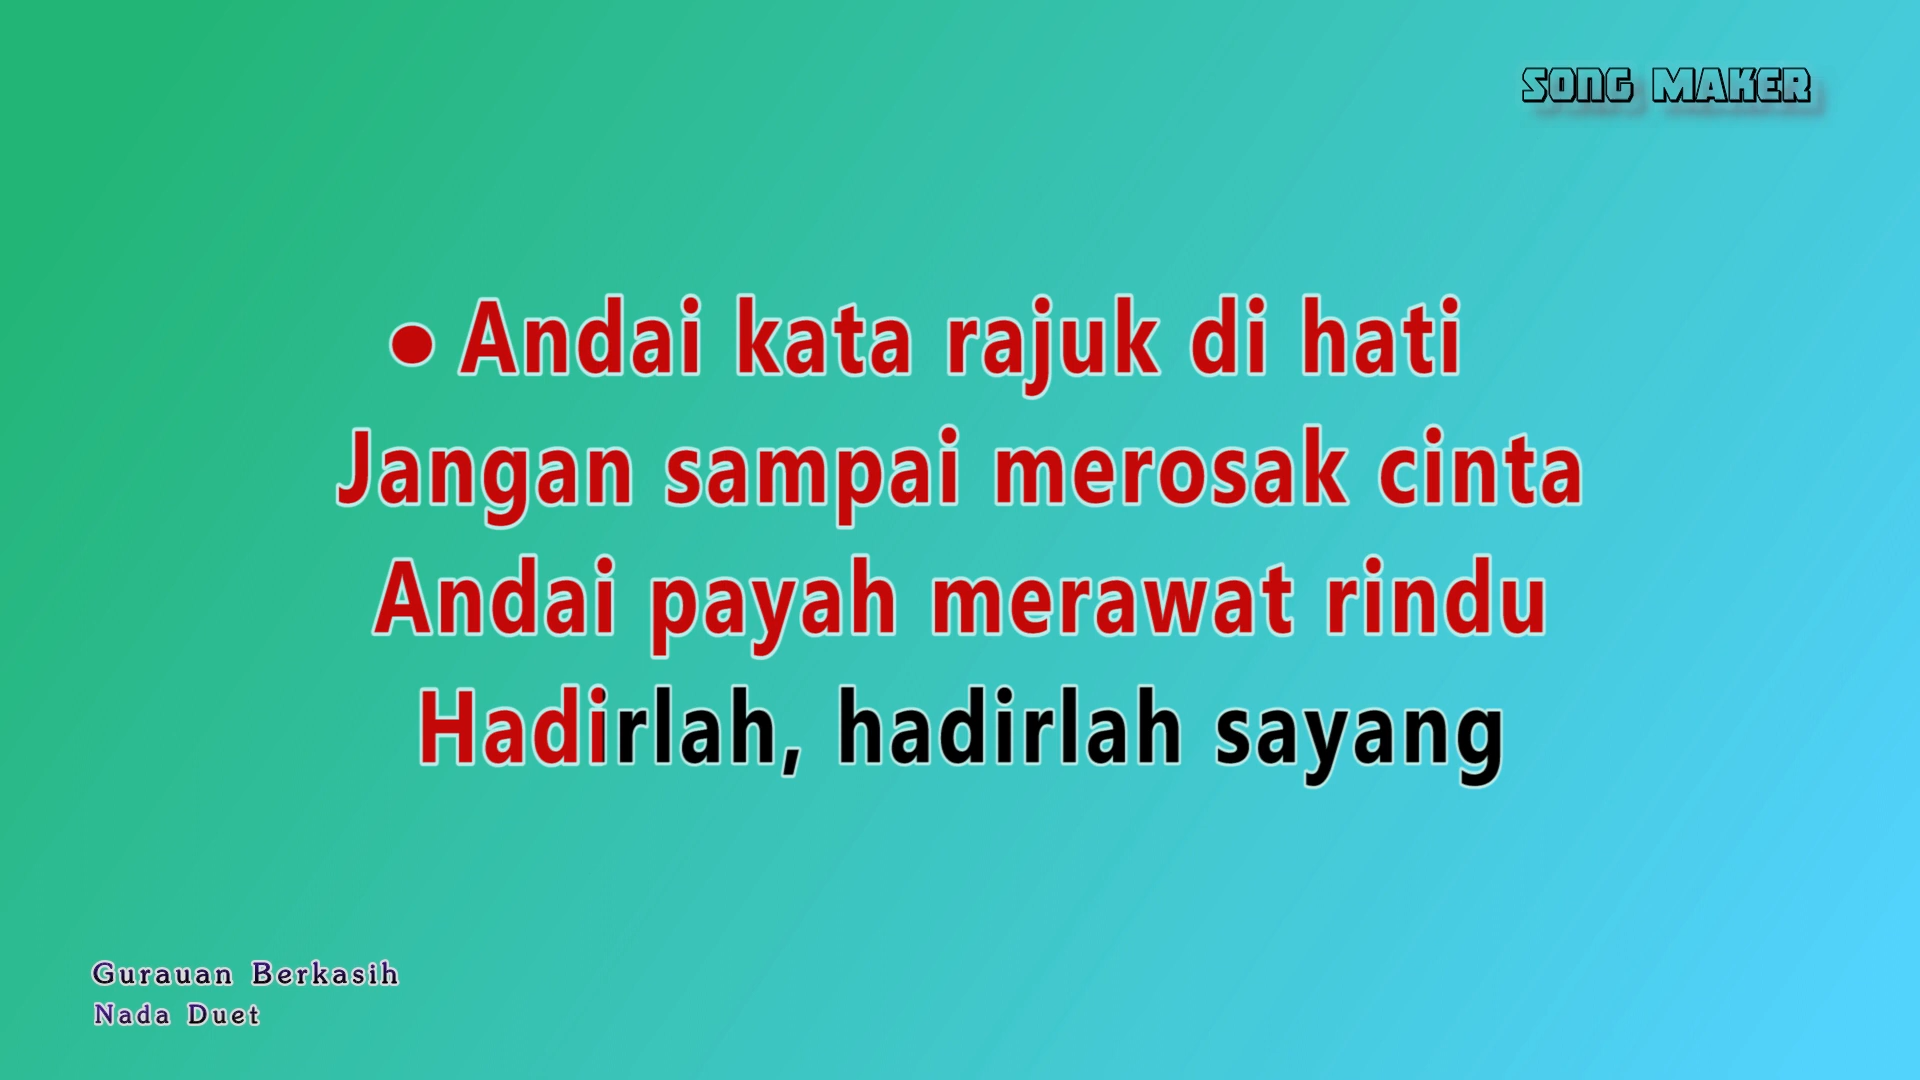 SONG MAKER
• Andai kata rajuk di hati
Jangan sampai merosak cinta
Andai payah merawat rindu
Hadirlah, hadirlah sayang
Gurauan Berkasih
Nada Duet